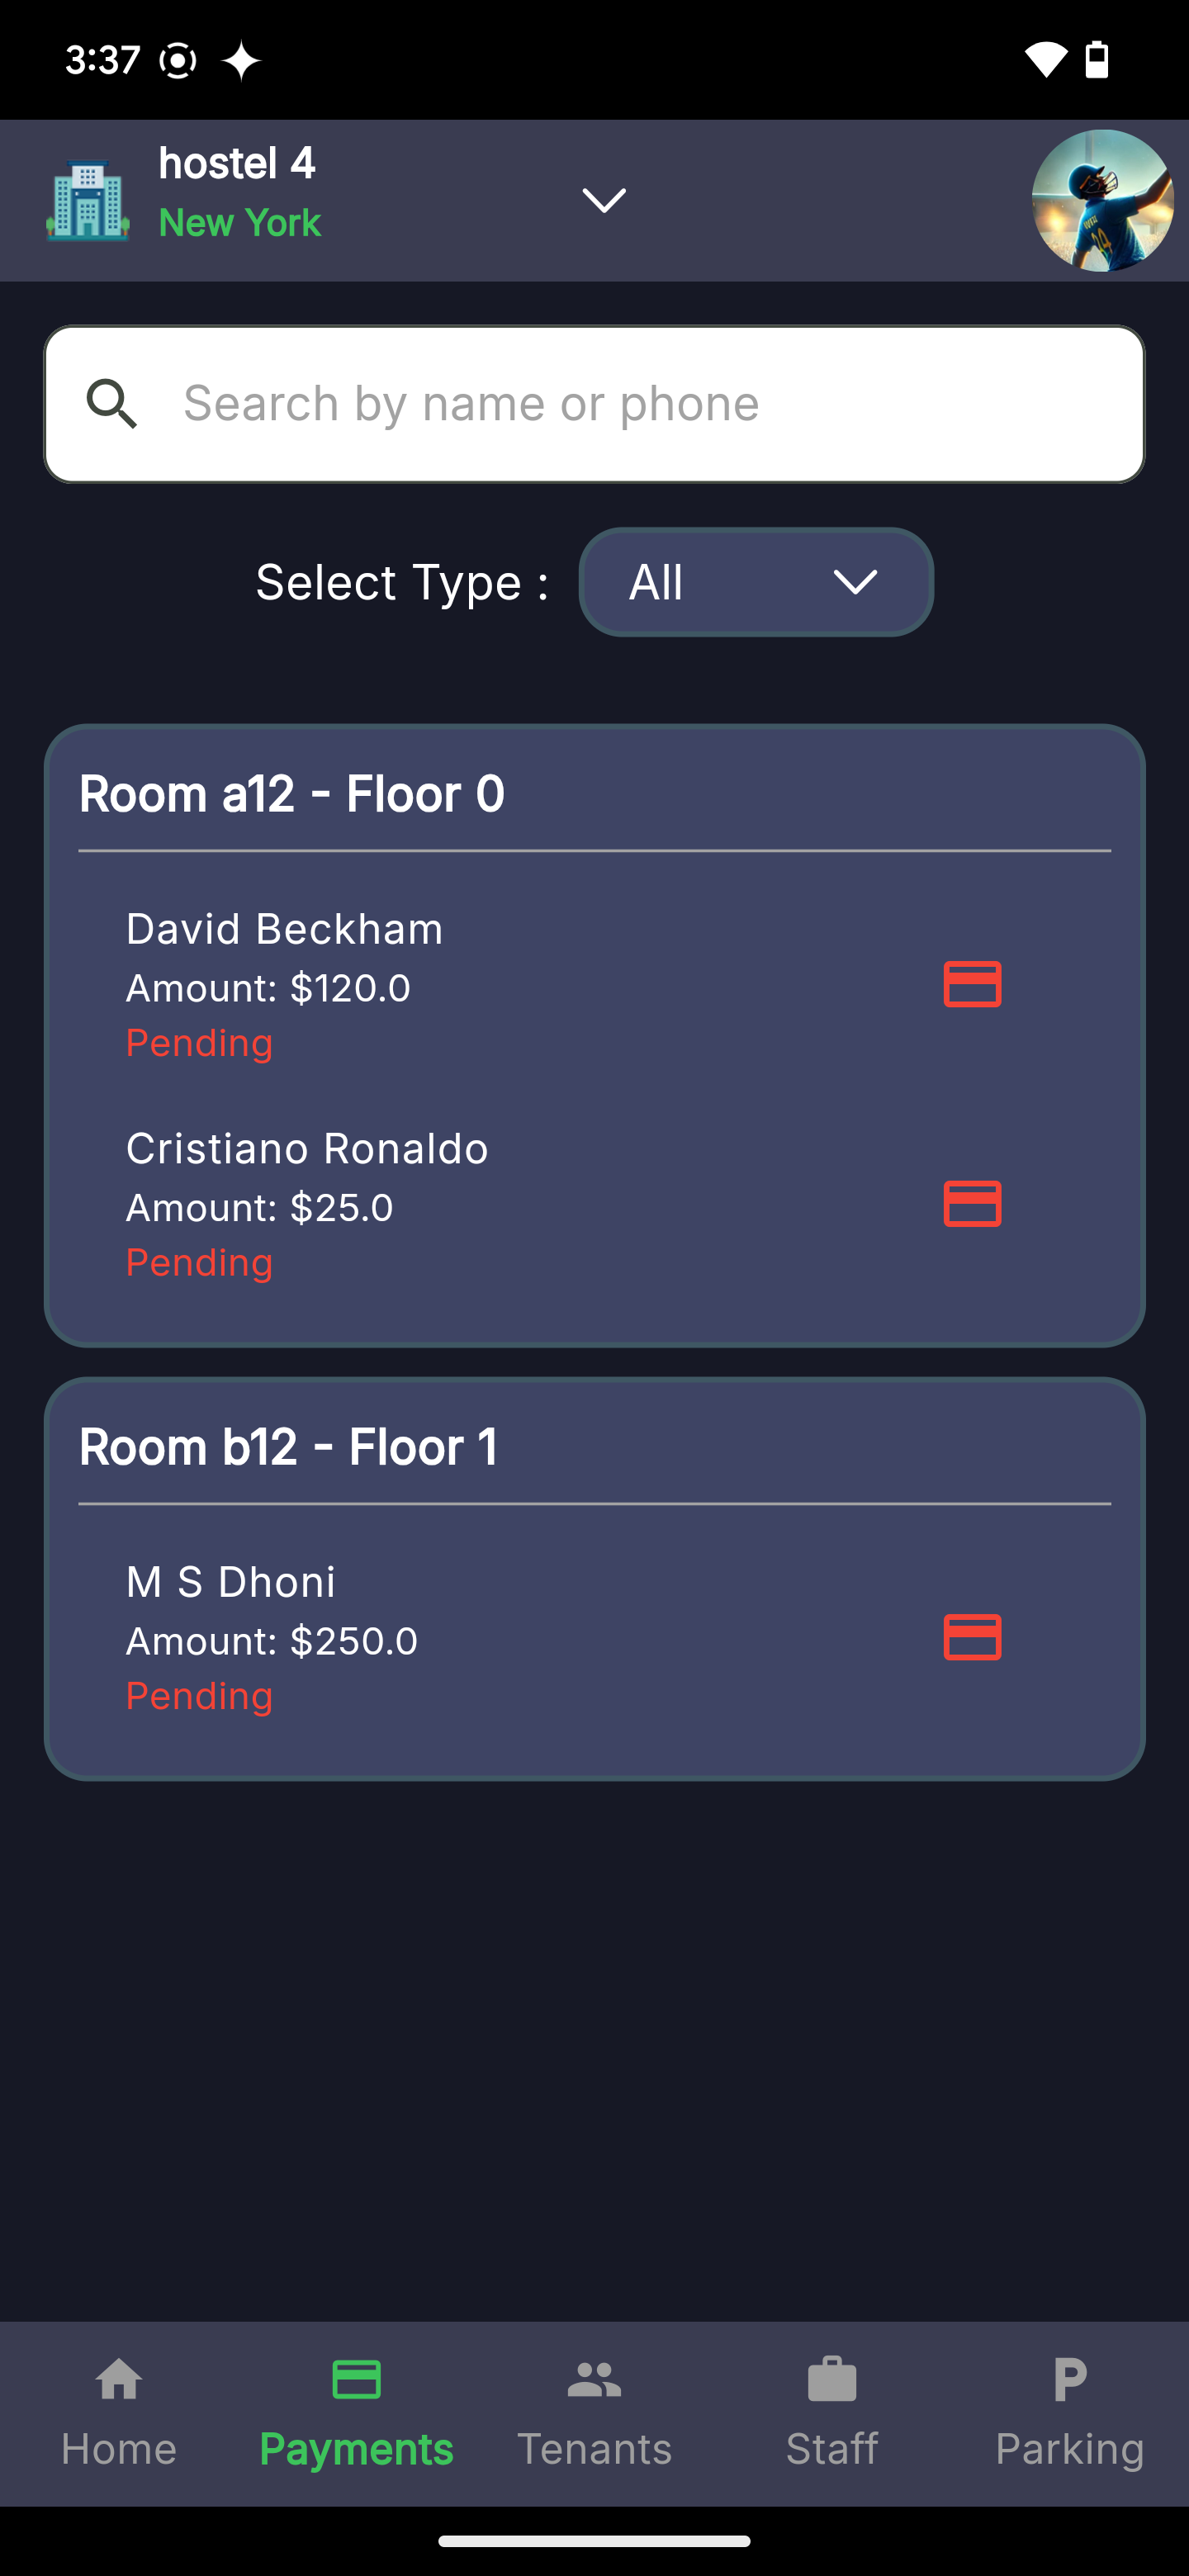 3:37
hostel 4
New York
Search by name or phone
Select Type :
All
Room a12 - Floor 0
David Beckham
Amount: $120.0
Pending
Cristiano Ronaldo
Amount: $25.0
Pending
Room b12 - Floor 1
M S Dhoni
Amount: $250.0
Pending
Home
Payments
Tenants
Staff
P
Parking